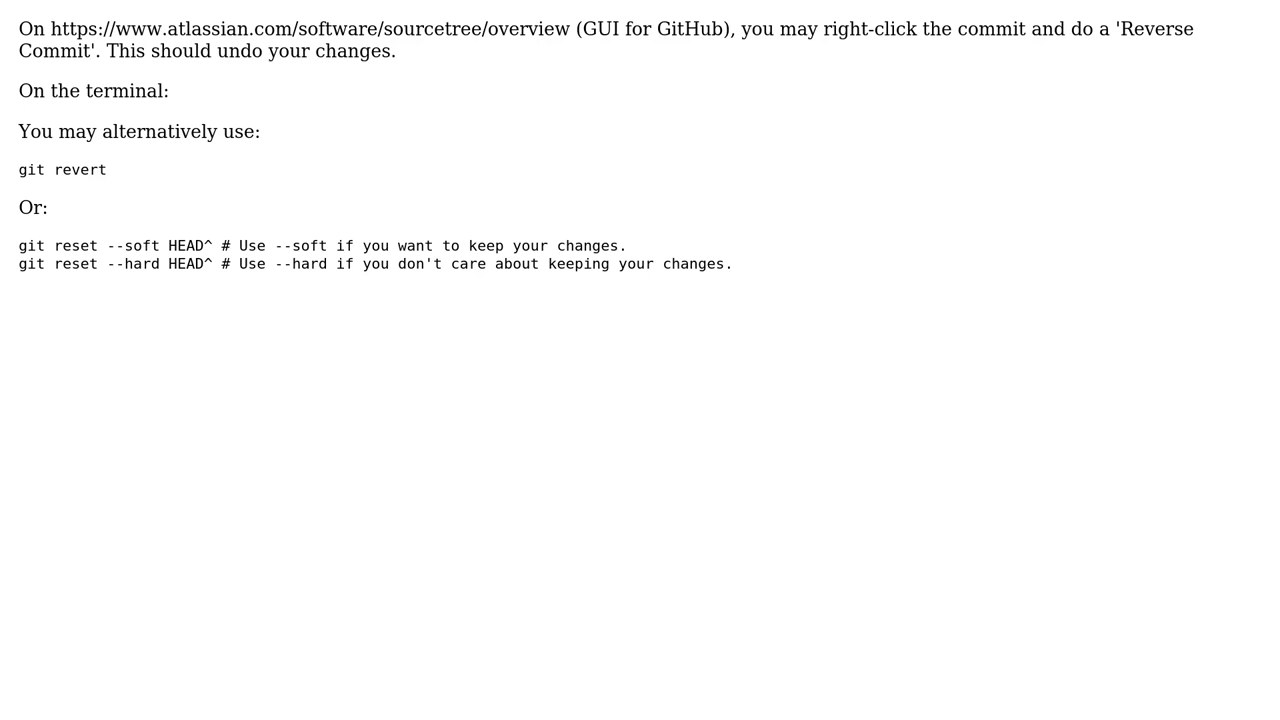 On https://www.atlassian.com/software/sourcetree/overview (GUI for GitHub), you may right-click the commit and do a 'Reverse
Commit'. This should undo your changes.
On the terminal:
You may alternatively use:
git revert
Or:
git reset --soft HEAD^ # Use --soft if you want to keep your changes.
git reset --hard HEAD^ # Use --hard if you don't care about keeping your changes.